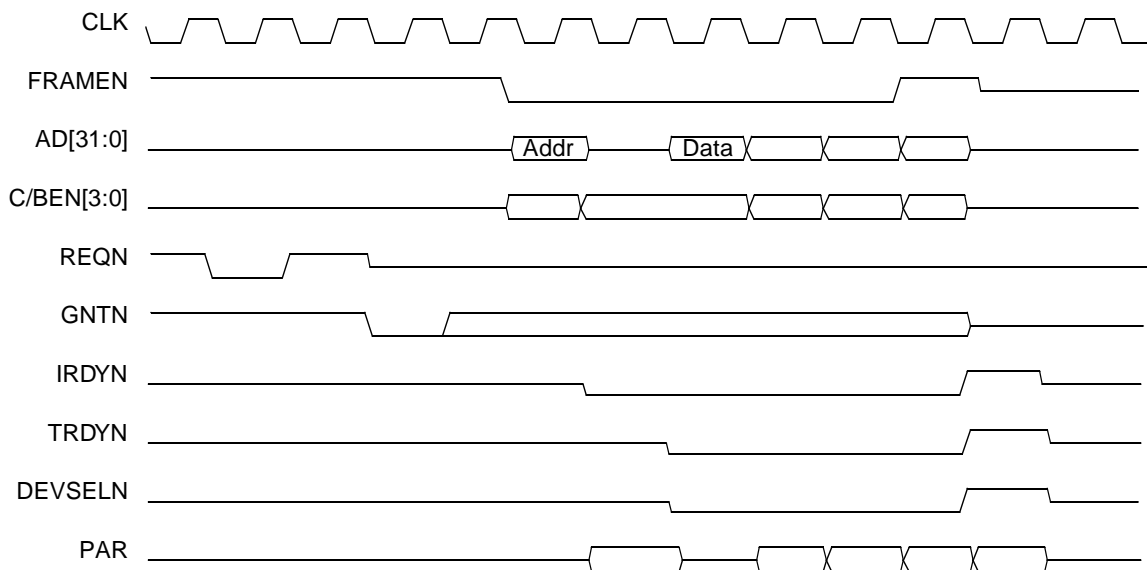 CLK
FRAMEN
AD[31:0]
Addr Data
C/BEN[3:0]
REQN
GNTN
IRDYN
TRDYN
DEVSELN
PAR